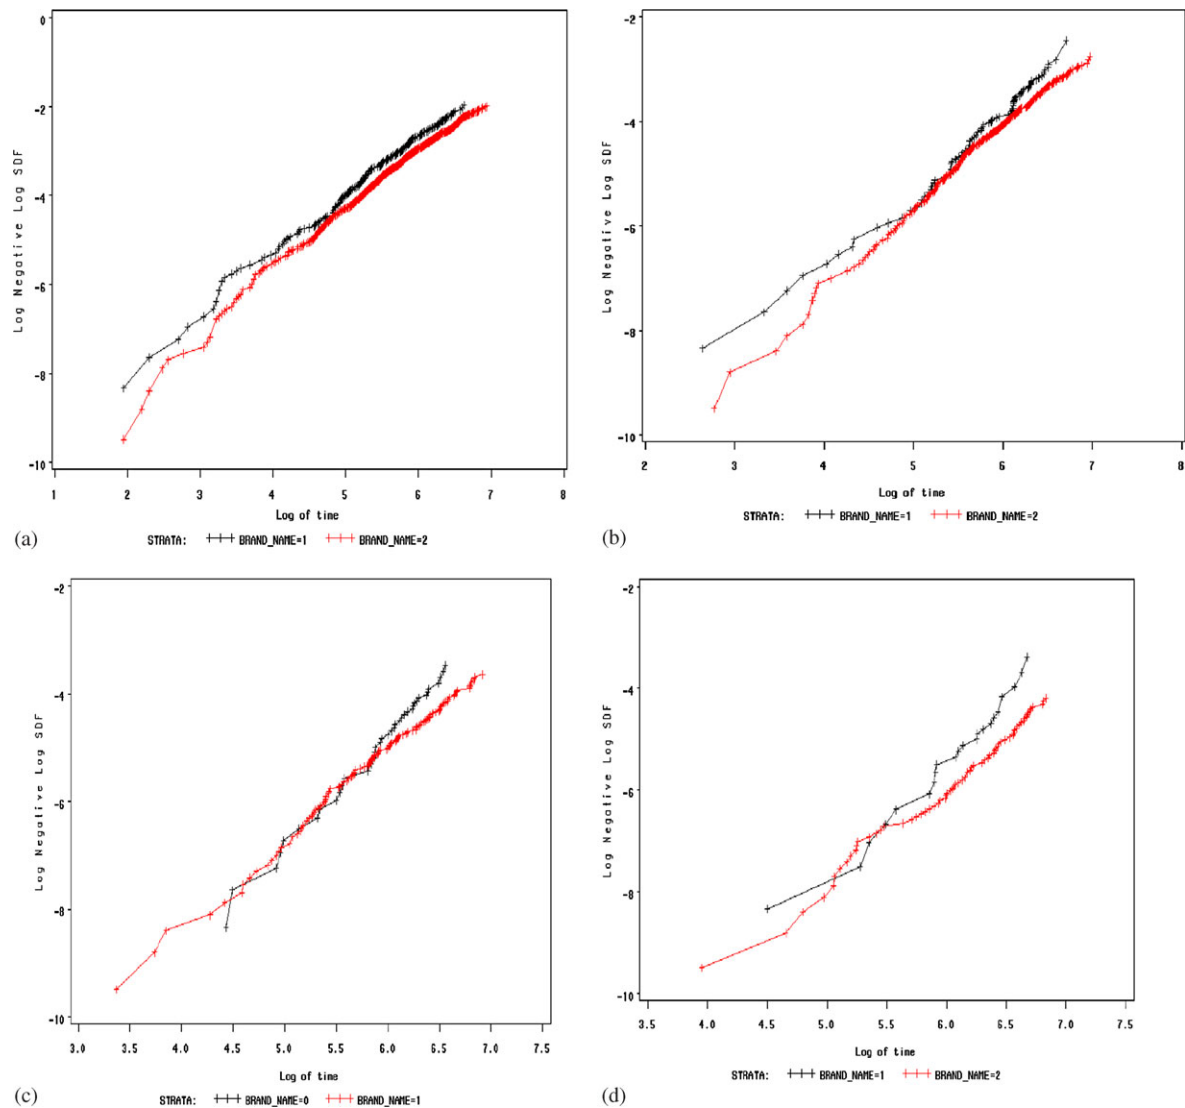 0
-2
-4
-6
-8
-10
Log Negative Log SDF
1 2 3 4 5 6 7 8
Log of time
(a)
STRATA: BRAND_NAME=1 BRAND_NAME=2
-2
-4
-6
-8
-10
Log Negative Log SDF
2 3 4 5 6 7 8
Log of time
(b)
STRATA: BRAND_NAME=1 BRAND_NAME=2
-2
-4
-6
-8
-10
Log Negative Log SDF
3.0 3.5 4.0 4.5 5.0 5.5 6.0 6.5 7.0 7.5
Log of time
(c)
STRATA: BRAND_NAME=0 BRAND_NAME=1
-2
-4
-6
-8
-10
Log Negative Log SDF
3.5 4.0 4.5 5.0 5.5 6.0 6.5 7.0 7.5
Log of time
(d)
STRATA: BRAND_NAME=1 BRAND_NAME=2